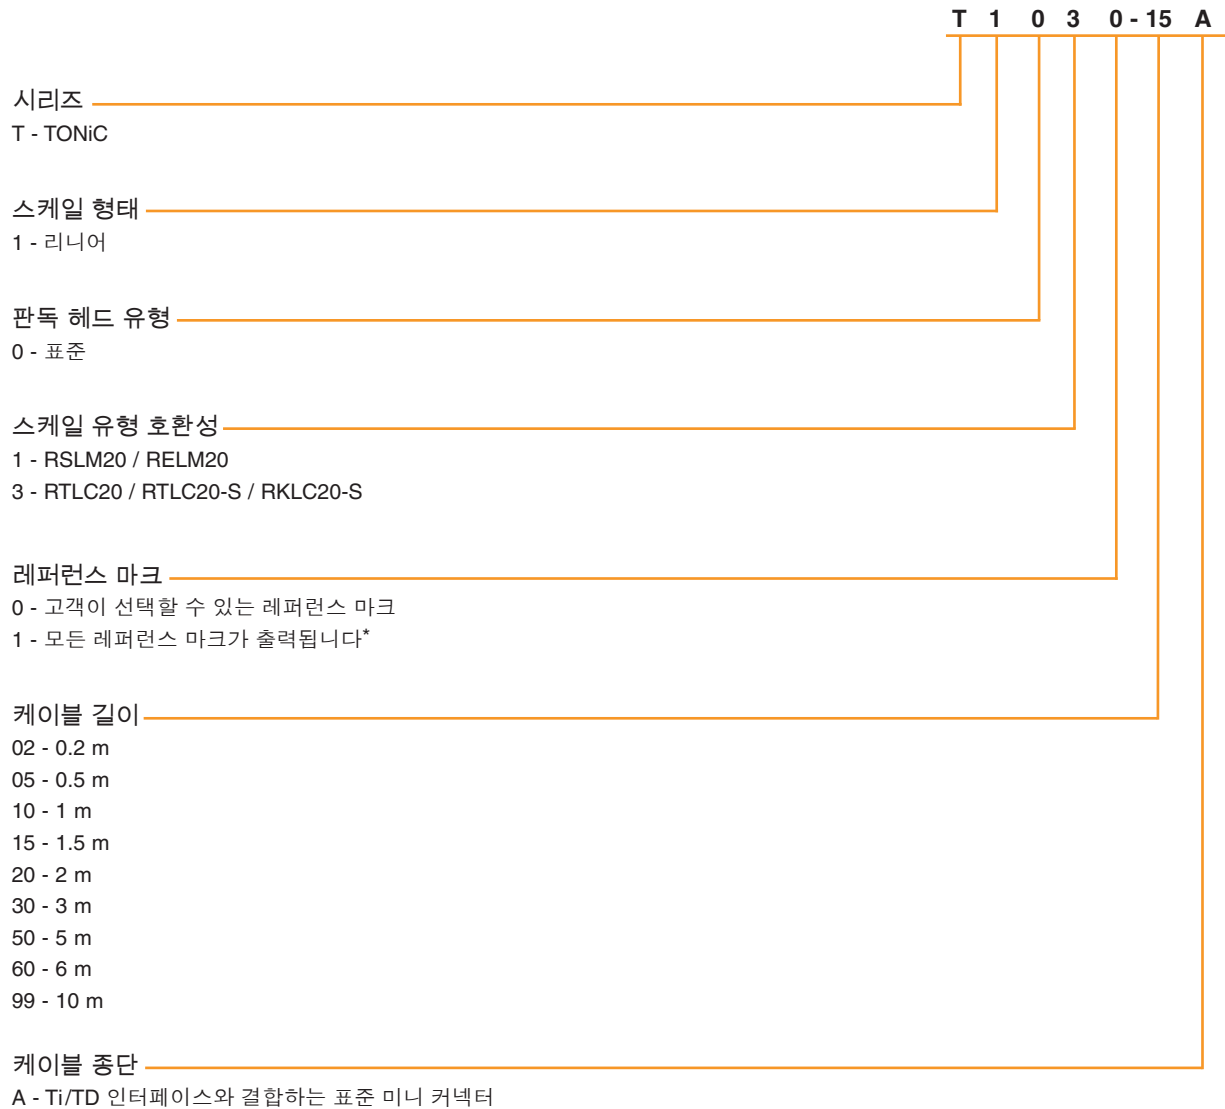 T 1 0 3 0 - 15 A
시리즈
T - TONiC
스케일 형태
1 - 리니어
판독 헤드 유형
0 - 표준
스케일 유형 호환성
1 - RSLM20 / RELM20
3 - RTLC20 / RTLC20-S / RKLC20-S
레퍼런스 마크
0 - 고객이 선택할 수 있는 레퍼런스 마크
1 - 모든 레퍼런스 마크가 출력됩니다*
케이블 길이
02 - 0.2 m
05 - 0.5 m
10 - 1 m
15 - 1.5 m
20 - 2 m
30 - 3 m
50 - 5 m
60 - 6 m
99 - 10 m
케이블 종단
A - Ti/TD 인터페이스와 결합하는 표준 미니 커넥터